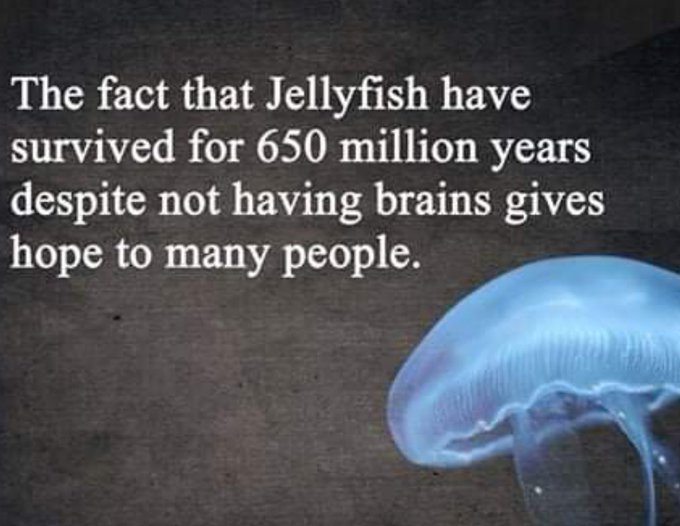 The fact that Jellyfish have
survived for 650 million years
despite not having brains gives
hope to many people.